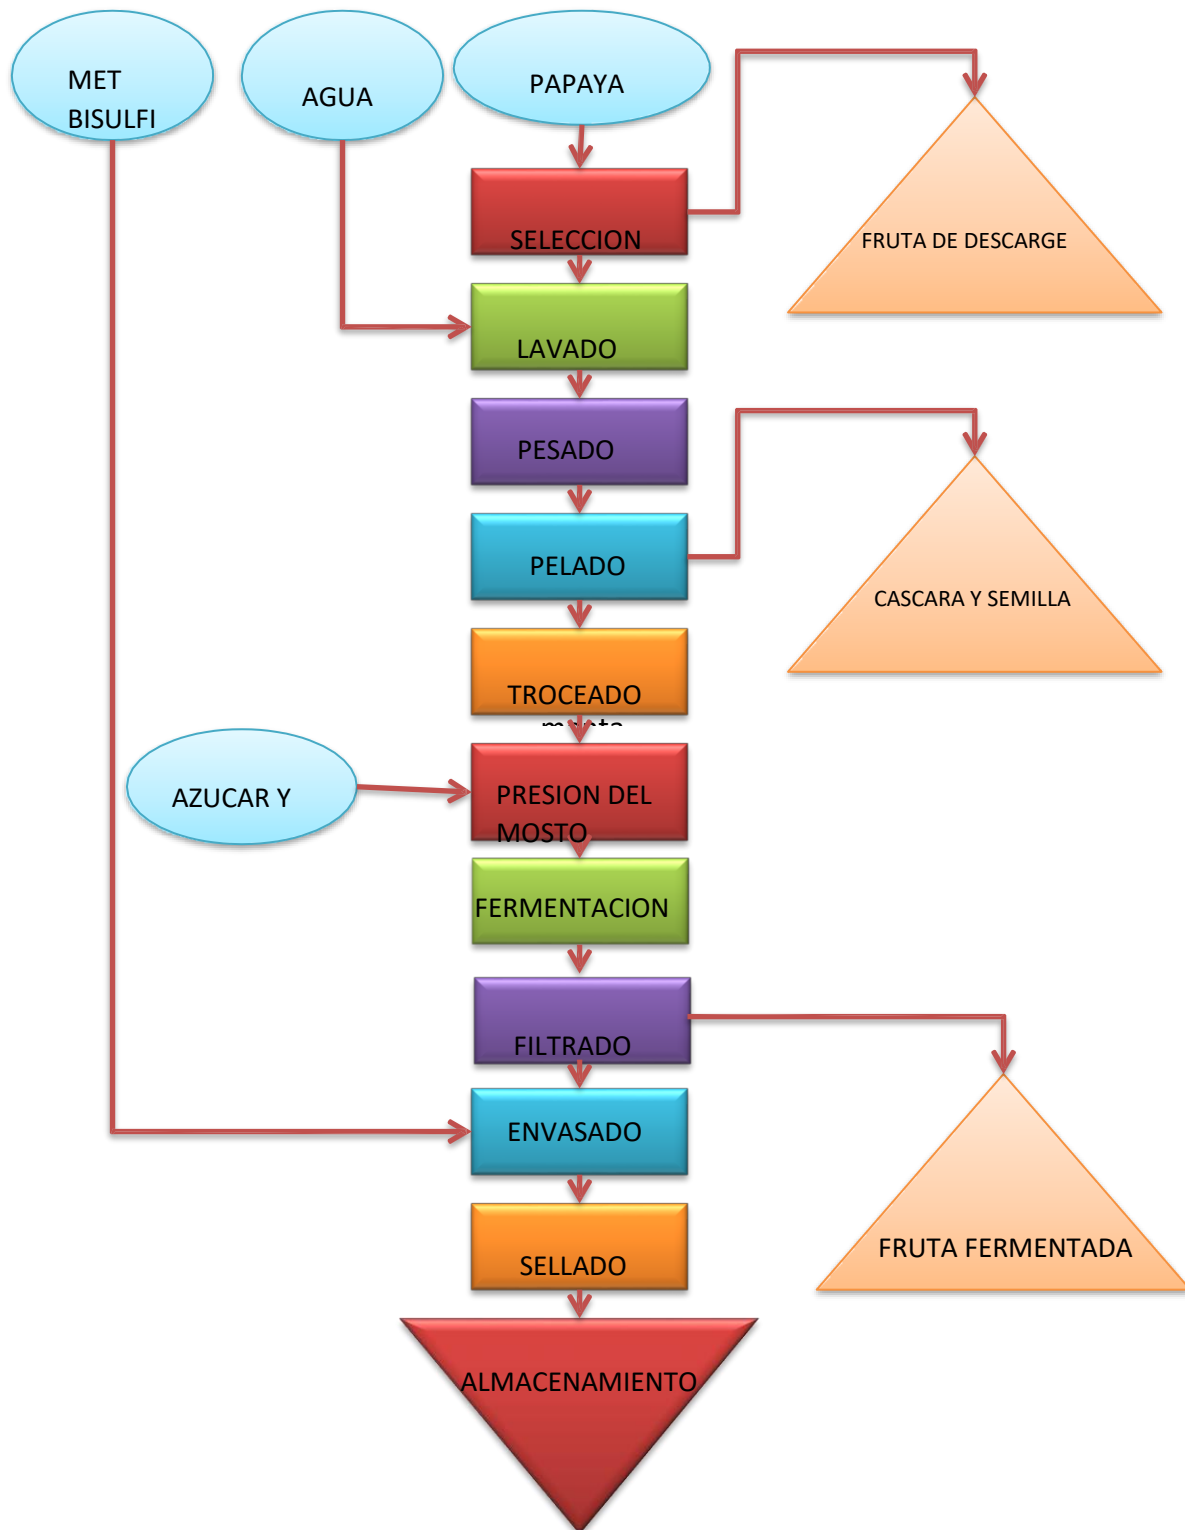 MET
BISULFI
AGUA
PAPAYA
SELECCION
FRUTA DE DESCARGE
LAVADO
PESADO
PELADO
CASCARA Y SEMILLA
TROCEADO
AZUCAR Y
PRESION DEL
MOSTO
FERMENTACION
FILTRADO
ENVASADO
FRUTA FERMENTADA
SELLADO
ALMACENAMIENTO